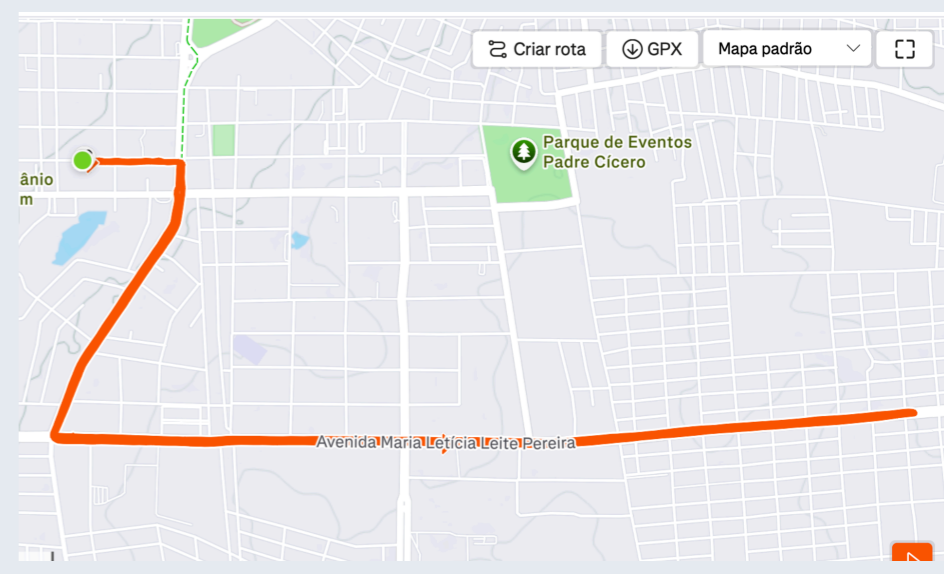 Criar rota
GPX
Mapa padrão
Parque de Eventos
Padre Cícero
ânio
m
Avenida Maria Letícia Leite Pereira